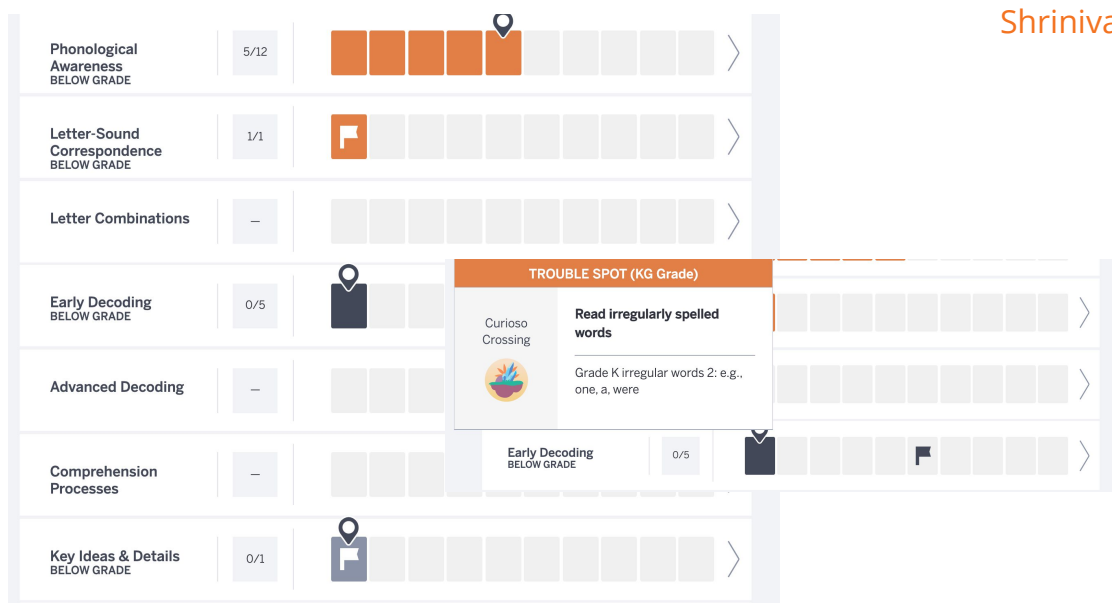 Shriniva
Phonological
Awareness
BELOW GRADE
5/12
Letter-Sound
Correspondence
BELOW GRADE
1/1
Letter Combinations
–
Early Decoding
BELOW GRADE
0/5
TROUBLE SPOT (KG Grade)
Curioso
Crossing
Read irregularly spelled
words
Grade K irregular words 2: e.g.,
one, a, were
Advanced Decoding
–
Early Decoding
BELOW GRADE
0/5
Comprehension
Processes
–
Key Ideas & Details
BELOW GRADE
0/1